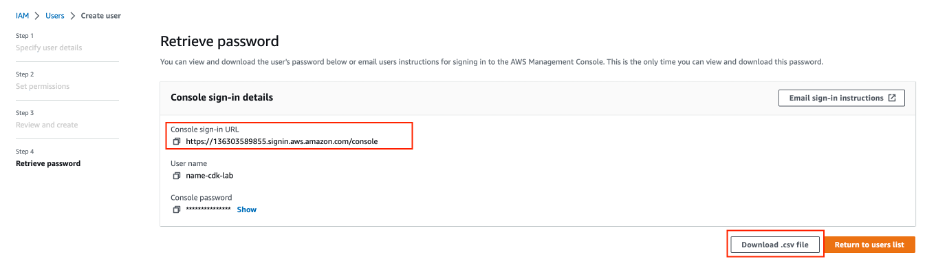 IAM > Users > Create user
Step 1
Specify user details
Step 2
Set permissions
Step 3
Review and create
Step 4
Retrieve password
Retrieve password
You can view and download the user's password below or email users instructions for signing in to the AWS Management Console. This is the only time you can view and download this password.
Console sign-in details
Email sign-in instructions
Console sign-in URL
https://136303589855.signin.aws.amazon.com/console
User name
name-cdk-lab
Console password
*************** Show
Download .csv file
Return to users list